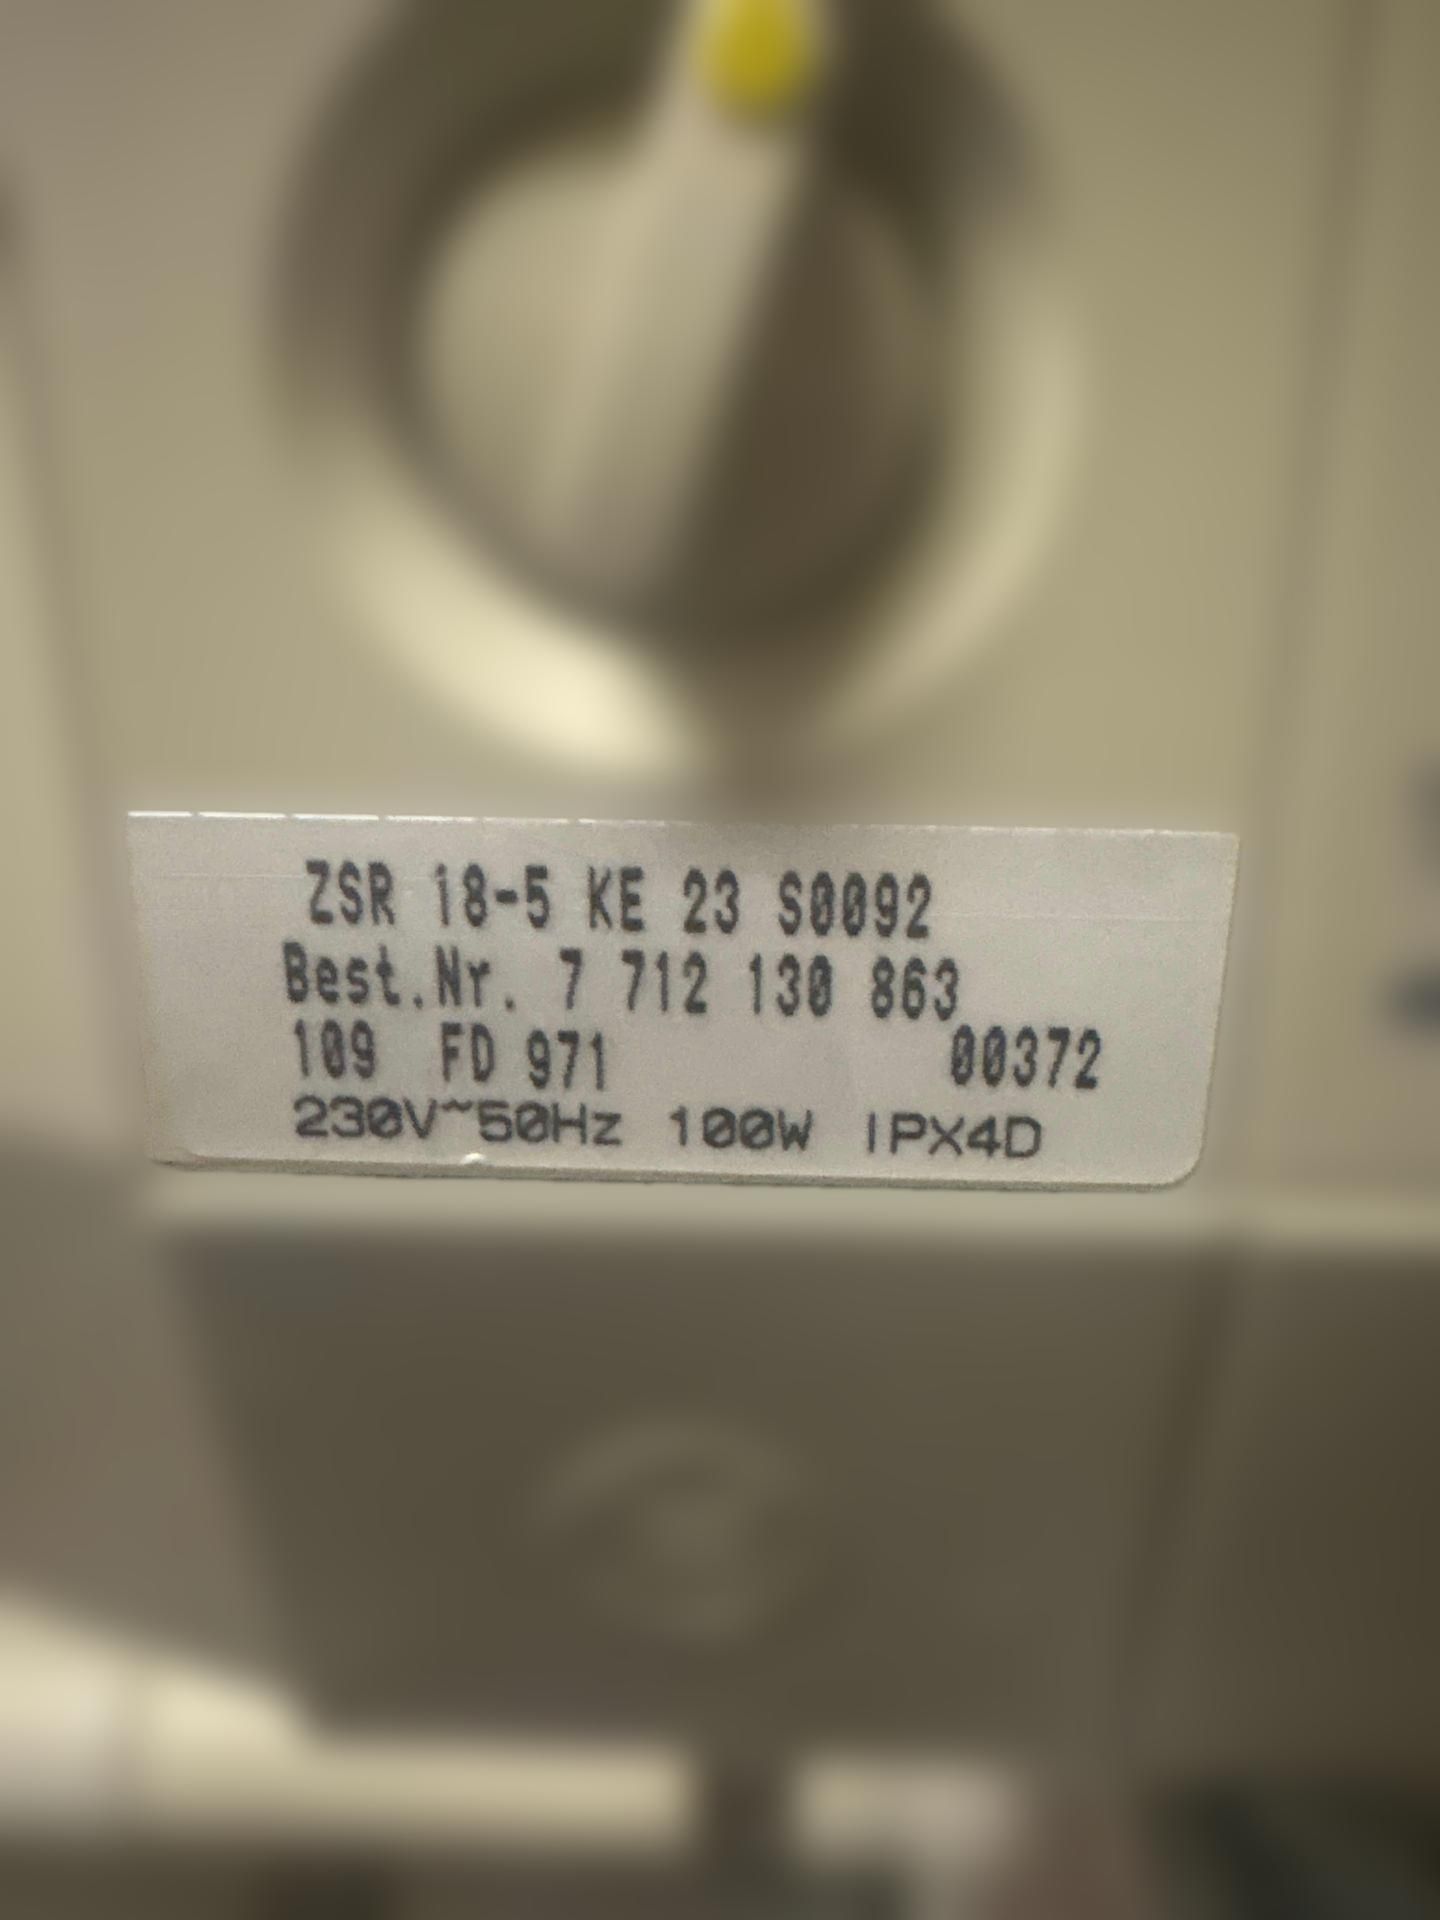 ZSR 18-5 KE 23 S0092
Best.Nr. 7 712 130 863
109 FD 971 00372
230V~50Hz 100W IPX4D